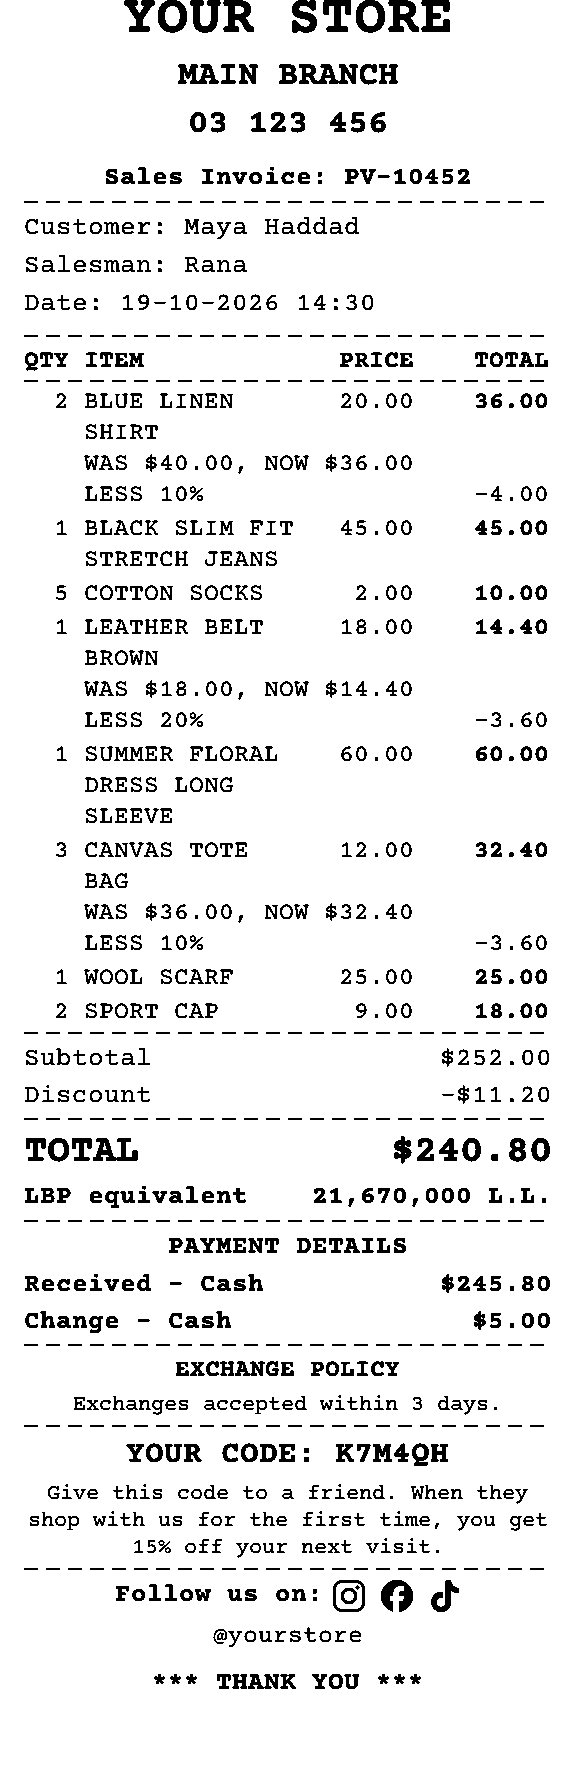 YOUR STORE
MAIN BRANCH
03 123 456
Sales Invoice: PV-10452
Customer: Maya Haddad
Salesman: Rana
Date: 19-10-2026 14:30
QTY ITEM PRICE TOTAL
2 BLUE LINEN 20.00 36.00
SHIRT
WAS $40.00, NOW $36.00
LESS 10% -4.00
1 BLACK SLIM FIT 45.00 45.00
STRETCH JEANS
5 COTTON SOCKS 2.00 10.00
1 LEATHER BELT 18.00 14.40
BROWN
WAS $18.00, NOW $14.40
LESS 20% -3.60
1 SUMMER FLORAL 60.00 60.00
DRESS LONG
SLEEVE
3 CANVAS TOTE 12.00 32.40
BAG
WAS $36.00, NOW $32.40
LESS 10% -3.60
1 WOOL SCARF 25.00 25.00
2 SPORT CAP 9.00 18.00
Subtotal $252.00
Discount -$11.20
TOTAL $240.80
LBP equivalent 21,670,000 L.L.
PAYMENT DETAILS
Received - Cash $245.80
Change - Cash $5.00
EXCHANGE POLICY
Exchanges accepted within 3 days.
YOUR CODE: K7M4QH
Give this code to a friend. When they
shop with us for the first time, you get
15% off your next visit.
Follow us on:
@yourstore
*** THANK YOU ***